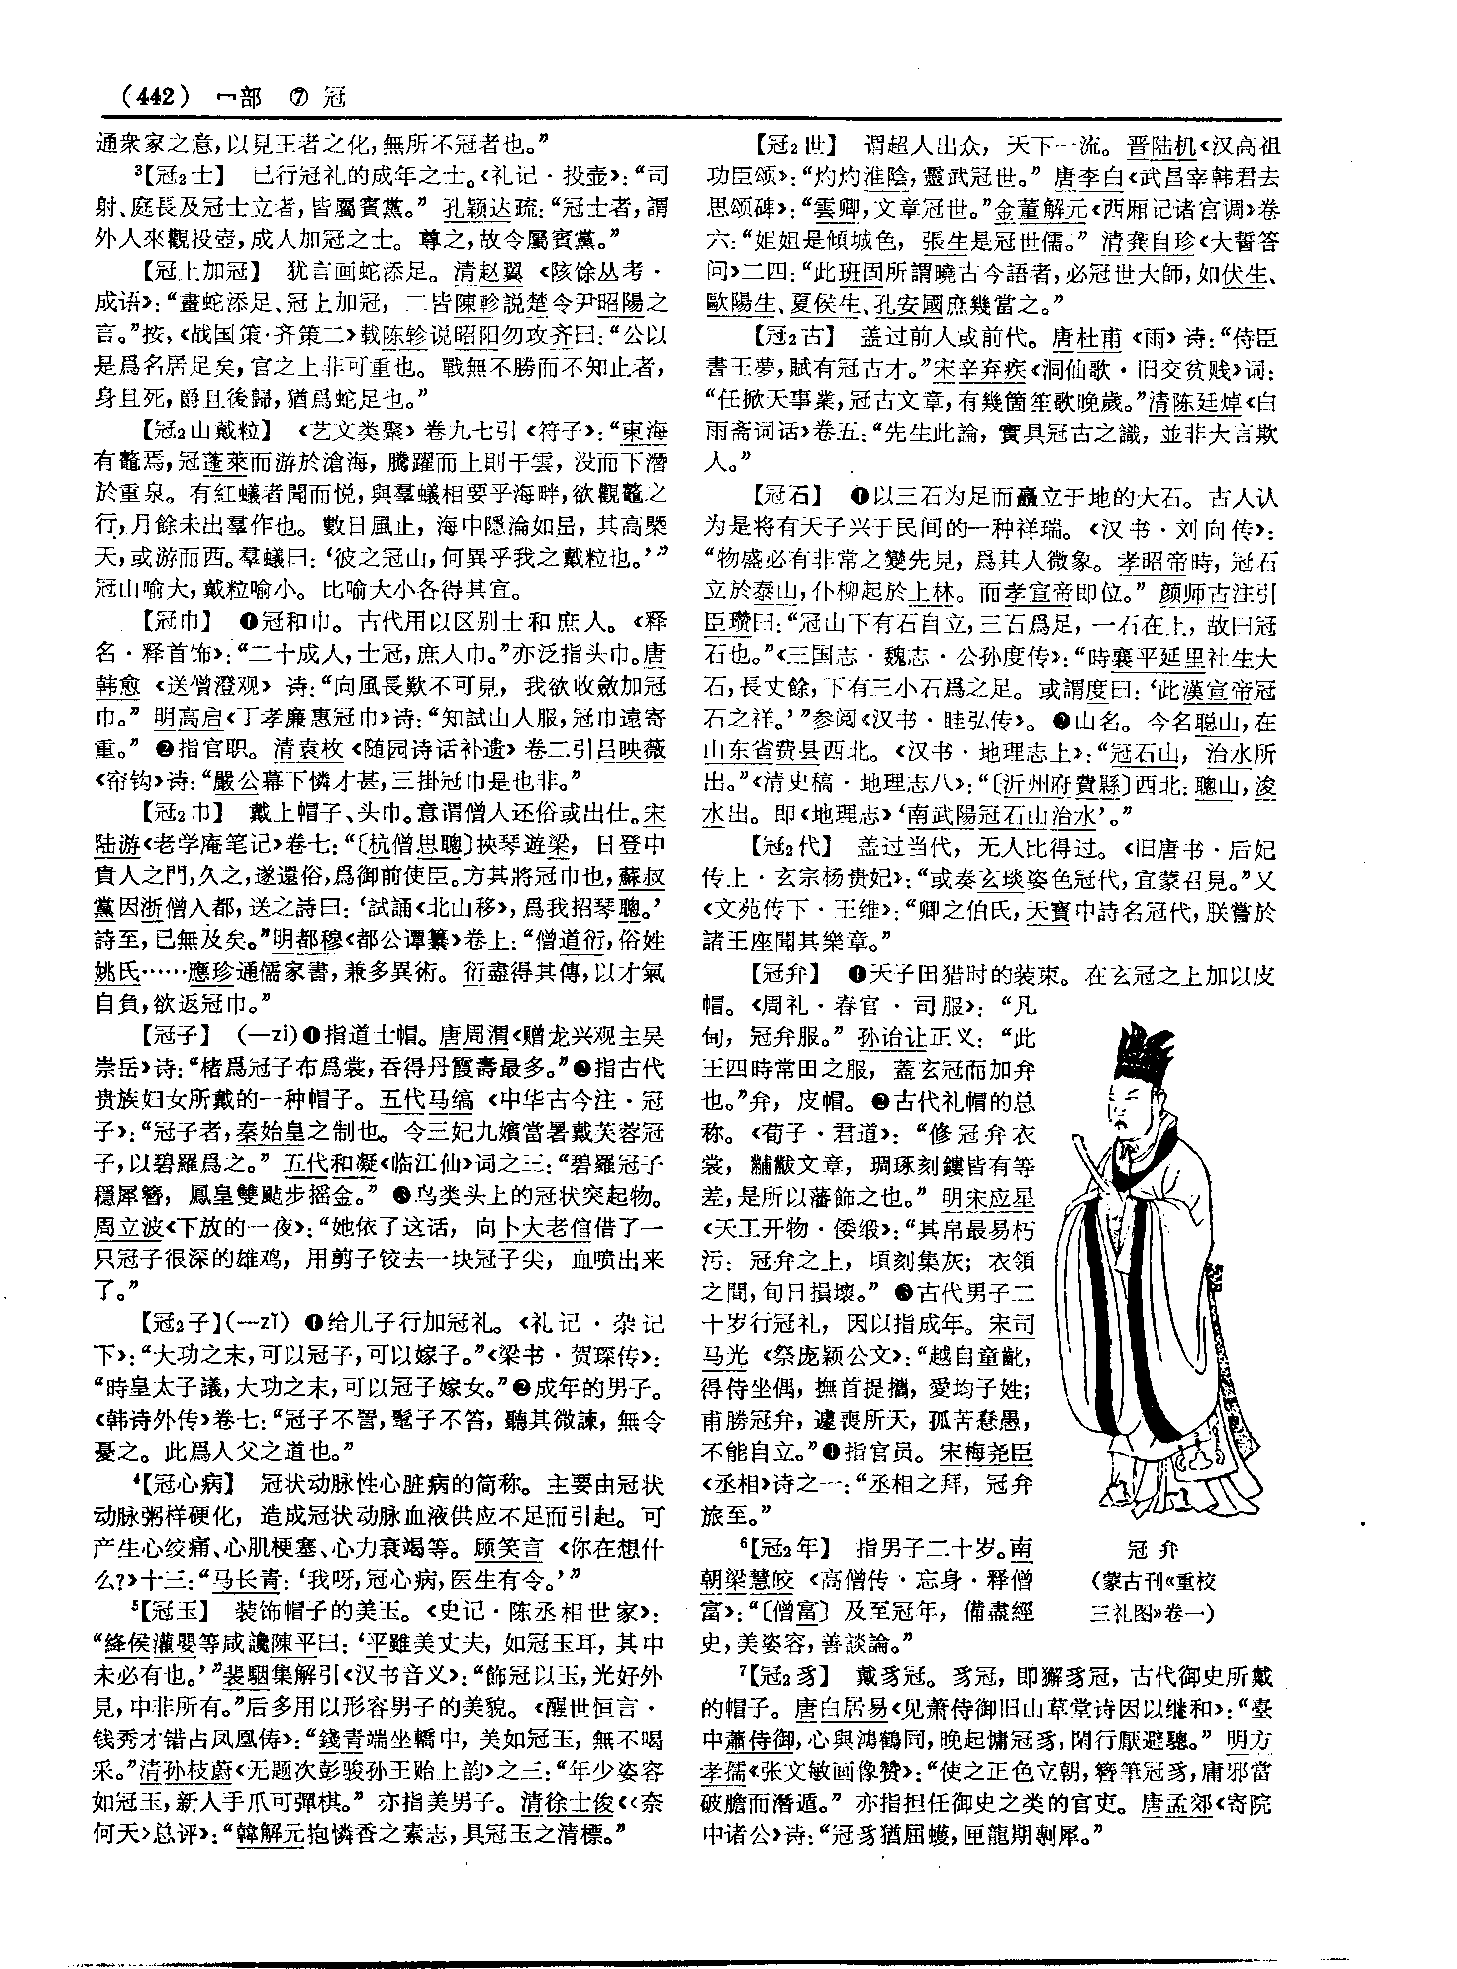 （442） 冖部 ⑦ 冠
通衆家之意，以見王者之化，無所不冠者也。”
³【冠₂士】 已行冠礼的成年之士。《礼记·投壶》：“司
射、庭長及冠士立者，皆屬賓黨。” 孔颖达疏：“冠士者，謂
外人來觀投壺，成人加冠之士。尊之，故令屬賓黨。”
【冠上加冠】 犹言画蛇添足。清赵翼《陔馀丛考·
成语》：“畫蛇添足、冠上加冠，二皆陳軫説楚令尹昭陽之
言。”按，《战国策·齐策二》载陈轸说昭阳勿攻齐曰：“公以
是爲名居足矣，官之上非可重也。戰無不勝而不知止者，
身且死，爵且後歸，猶爲蛇足也。”
【冠₂山戴粒】 《艺文类聚》卷九七引《符子》：“東海
有鼇焉，冠蓬萊而游於滄海，騰躍而上則干雲，没而下潛
於重泉。有紅蟻者聞而悦，與羣蟻相要乎海畔，欲觀鼇之
行，月餘未出羣作也。數日風止，海中隱淪如岊，其高槩
天，或游而西。羣蟻曰：‘彼之冠山，何異乎我之戴粒也。’”
冠山喻大，戴粒喻小。比喻大小各得其宜。
【冠巾】 ❶冠和巾。古代用以区别士和庶人。《释
名·释首饰》：“二十成人，士冠，庶人巾。”亦泛指头巾。唐
韩愈《送僧澄观》诗：“向風長歎不可見，我欲收斂加冠
巾。” 明高启《丁孝廉惠冠巾》诗：“知試山人服，冠巾遠寄
重。” ❷指官职。清袁枚《随园诗话补遗》卷二引吕映薇
《帘钩》诗：“嚴公幕下憐才甚，三掛冠巾是也非。”
【冠₂巾】 戴上帽子、头巾。意谓僧人还俗或出仕。宋
陆游《老学庵笔记》卷七：“〔杭僧思聰〕挾琴遊梁，日登中
貴人之門，久之，遂還俗，爲御前使臣。方其將冠巾也，蘇叔
黨因浙僧入都，送之詩曰：‘試誦《北山移》，爲我招琴聰。’
詩至，已無及矣。”明都穆《都公谭纂》卷上：“僧道衍，俗姓
姚氏……應珍通儒家書，兼多異術。衍盡得其傳，以才氣
自負，欲返冠巾。”
【冠子】 (—zi)❶指道士帽。唐周渭《赠龙兴观主吴
崇岳》诗：“楮爲冠子布爲裳，吞得丹霞壽最多。”❷指古代
贵族妇女所戴的一种帽子。五代马缟《中华古今注·冠
子》：“冠子者，秦始皇之制也。令三妃九嬪當暑戴芙蓉冠
子，以碧羅爲之。” 五代和凝《临江仙》词之三：“碧羅冠子
穩犀簪，鳳皇雙颭步摇金。” ❸鸟类头上的冠状突起物。
周立波《下放的一夜》：“她依了这话，向卜大老倌借了一
只冠子很深的雄鸡，用剪子铰去一块冠子尖，血喷出来
了。”
【冠₂子】(—zǐ) ❶给儿子行加冠礼。《礼记·杂记
下》：“大功之末，可以冠子，可以嫁子。”《梁书·贺琛传》：
“時皇太子議，大功之末，可以冠子嫁女。”❷成年的男子。
《韩诗外传》卷七：“冠子不詈，髦子不笞，聽其微諫，無令
憂之。此爲人父之道也。”
⁴【冠心病】 冠状动脉性心脏病的简称。主要由冠状
动脉粥样硬化，造成冠状动脉血液供应不足而引起。可
产生心绞痛、心肌梗塞、心力衰竭等。顾笑言《你在想什
么？》十三：“马长青：‘我呀，冠心病，医生有令。’”
⁵【冠玉】 装饰帽子的美玉。《史记·陈丞相世家》：
“絳侯灌嬰等咸讒陳平曰：‘平雖美丈夫，如冠玉耳，其中
未必有也。’”裴駰集解引《汉书音义》：“飾冠以玉，光好外
見，中非所有。”后多用以形容男子的美貌。《醒世恒言·
钱秀才错占凤凰俦》：“錢青端坐轎中，美如冠玉，無不喝
采。”清孙枝蔚《无题次彭骏孙王贻上韵》之三：“年少姿容
如冠玉，新人手爪可彈棋。” 亦指美男子。清徐士俊《〈奈
何天〉总评》：“韓解元抱憐香之素志，具冠玉之清標。”
【冠₂世】 谓超人出众，天下一流。晋陆机《汉高祖
功臣颂》：“灼灼淮陰，靈武冠世。” 唐李白《武昌宰韩君去
思颂碑》：“雲卿，文章冠世。”金董解元《西厢记诸宫调》卷
六：“姐姐是傾城色，張生是冠世儒。” 清龚自珍《大誓答
问》二四：“此班固所謂曉古今語者，必冠世大師，如伏生、
歐陽生、夏侯生、孔安國庶幾當之。”
【冠₂古】 盖过前人或前代。唐杜甫《雨》诗：“侍臣
書王夢，賦有冠古才。”宋辛弃疾《洞仙歌·旧交贫贱》词：
“任掀天事業，冠古文章，有幾箇笙歌晚歲。”清陈廷焯《白
雨斋词话》卷五：“先生此論，實具冠古之識，並非大言欺
人。”
【冠石】 ❶以三石为足而矗立于地的大石。古人认
为是将有天子兴于民间的一种祥瑞。《汉书·刘向传》：
“物盛必有非常之變先見，爲其人微象。孝昭帝時，冠石
立於泰山，仆柳起於上林。而孝宣帝即位。” 颜师古注引
臣瓒曰：“冠山下有石自立，三石爲足，一石在上，故曰冠
石也。”《三国志·魏志·公孙度传》：“時襄平延里社生大
石，長丈餘，下有三小石爲之足。或謂度曰：‘此漢宣帝冠
石之祥。’”参阅《汉书·眭弘传》。❷山名。今名聪山，在
山东省费县西北。《汉书·地理志上》：“冠石山，治水所
出。”《清史稿·地理志八》：“〔沂州府費縣〕西北：聰山，浚
水出。即《地理志》‘南武陽冠石山治水’。”
【冠₂代】 盖过当代，无人比得过。《旧唐书·后妃
传上·玄宗杨贵妃》：“或奏玄琰姿色冠代，宜蒙召見。”又
《文苑传下·王维》：“卿之伯氏，天寶中詩名冠代，朕嘗於
諸王座聞其樂章。”
【冠弁】 ❶天子田猎时的装束。在玄冠之上加以皮
帽。《周礼·春官·司服》：“凡
甸，冠弁服。” 孙诒让正义：“此
王四時常田之服，蓋玄冠而加弁
也。”弁，皮帽。❷古代礼帽的总
称。《荀子·君道》：“修冠弁衣
裳，黼黻文章，琱琢刻鏤皆有等
差，是所以藩飾之也。” 明宋应星
《天工开物·倭缎》：“其帛最易朽
污：冠弁之上，頃刻集灰；衣領
之間，旬日損壞。” ❸古代男子二
十岁行冠礼，因以指成年。宋司
马光《祭庞颖公文》：“越自童齔，
得侍坐偶，撫首提攜，愛均子姓；
甫勝冠弁，遽喪所天，孤苦惷愚，
不能自立。”❹指官员。宋梅尧臣
《丞相》诗之一：“丞相之拜，冠弁
旅至。”
⁶【冠₂年】 指男子二十岁。南
朝梁慧皎《高僧传·忘身·释僧
富》：“〔僧富〕及至冠年，備盡經
史，美姿容，善談論。”
冠弁
（蒙古刊《重校
三礼图》卷一）
⁷【冠₂豸】 戴豸冠。豸冠，即獬豸冠，古代御史所戴
的帽子。唐白居易《见萧侍御旧山草堂诗因以继和》：“臺
中蕭侍御，心與鴻鶴同，晚起慵冠豸，閑行厭避驄。” 明方
孝孺《张文敏画像赞》：“使之正色立朝，簪筆冠豸，庸邪當
破膽而潛遁。” 亦指担任御史之类的官吏。唐孟郊《寄院
中诸公》诗：“冠豸猶屈蠖，匣龍期剸犀。”